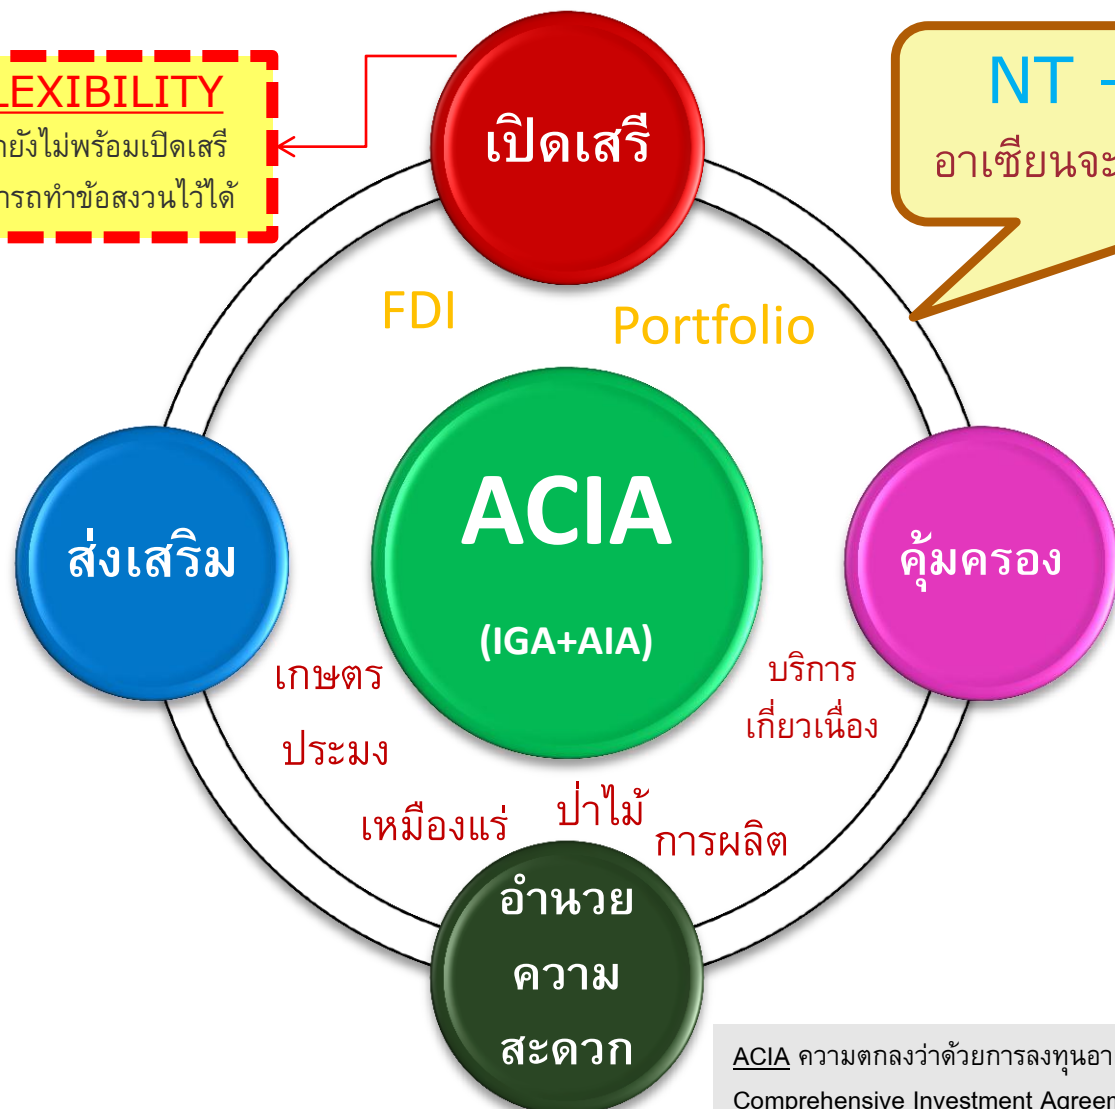 LEXIBILITY
ยังไม่พร้อมเปิดเสรี
ารถทำข้อสงวนไว้ได้
เปิดเสรี
NT -
อาเซียนจะ
FDI
Portfolio
ส่งเสริม
ACIA
(IGA+AIA)
คุ้มครอง
เกษตร
ประมง
เหมืองแร่
ป่าไม้
การผลิต
บริการ
เกี่ยวเนื่อง
อำนวย
ความ
สะดวก
ACIA ความตกลงว่าด้วยการลงทุนอา
Comprehensive Investment Agreer